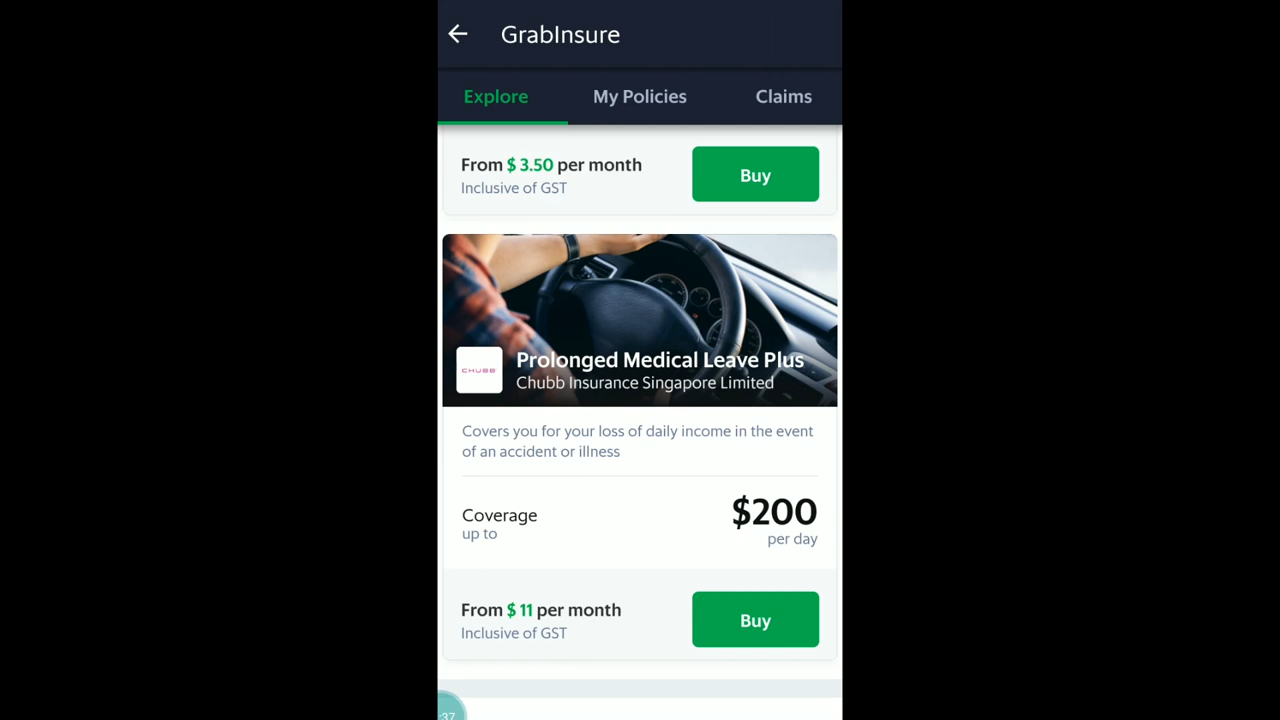 GrabInsure
Explore
My Policies
Claims
From $ 3.50 per month
Inclusive of GST
Buy
CHUBB
Prolonged Medical Leave Plus
Chubb Insurance Singapore Limited
Covers you for your loss of daily income in the event
of an accident or illness
Coverage
up to
$200
per day
From $ 11 per month
Inclusive of GST
Buy
37